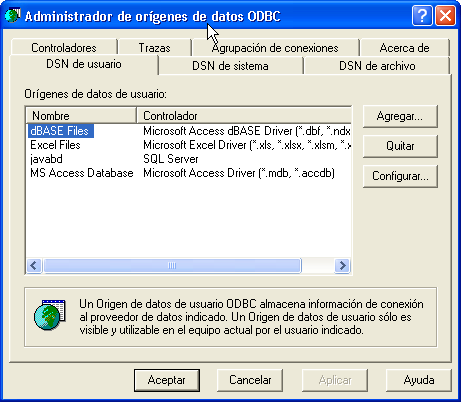 Administrador de orígenes de datos ODBC
Controladores Trazas Agrupación de conexiones Acerca de
DSN de usuario DSN de sistema DSN de archivo
Orígenes de datos de usuario:
Nombre Controlador
dBASE Files Microsoft Access dBASE Driver (*.dbf, *.ndx
Excel Files Microsoft Excel Driver (*.xls, *.xlsx, *.xlsm, *.x
javabd SQL Server
MS Access Database Microsoft Access Driver (*.mdb, *.accdb)
Agregar...
Quitar
Configurar...
Un Origen de datos de usuario ODBC almacena información de conexión
al proveedor de datos indicado. Un Origen de datos de usuario sólo es
visible y utilizable en el equipo actual por el usuario indicado.
Aceptar Cancelar Aplicar Ayuda